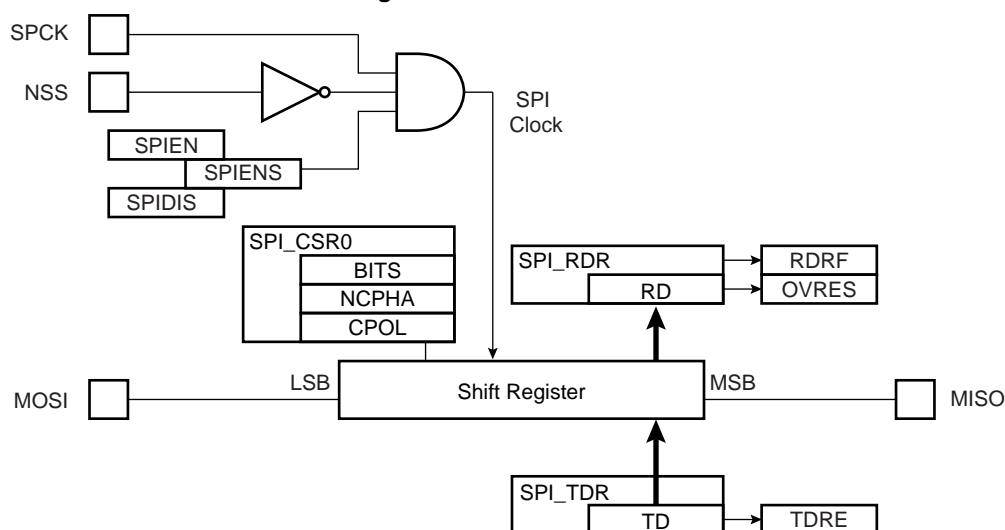 SPCK
NSS
SPI
Clock
SPIEN
SPIENS
SPIDIS
SPI_CSR0
BITS
NCPHA
CPOL
SPI_RDR
RD
RDRF
OVRES
MOSI
LSB
Shift Register
MSB
MISO
SPI_TDR
TD
TDRE